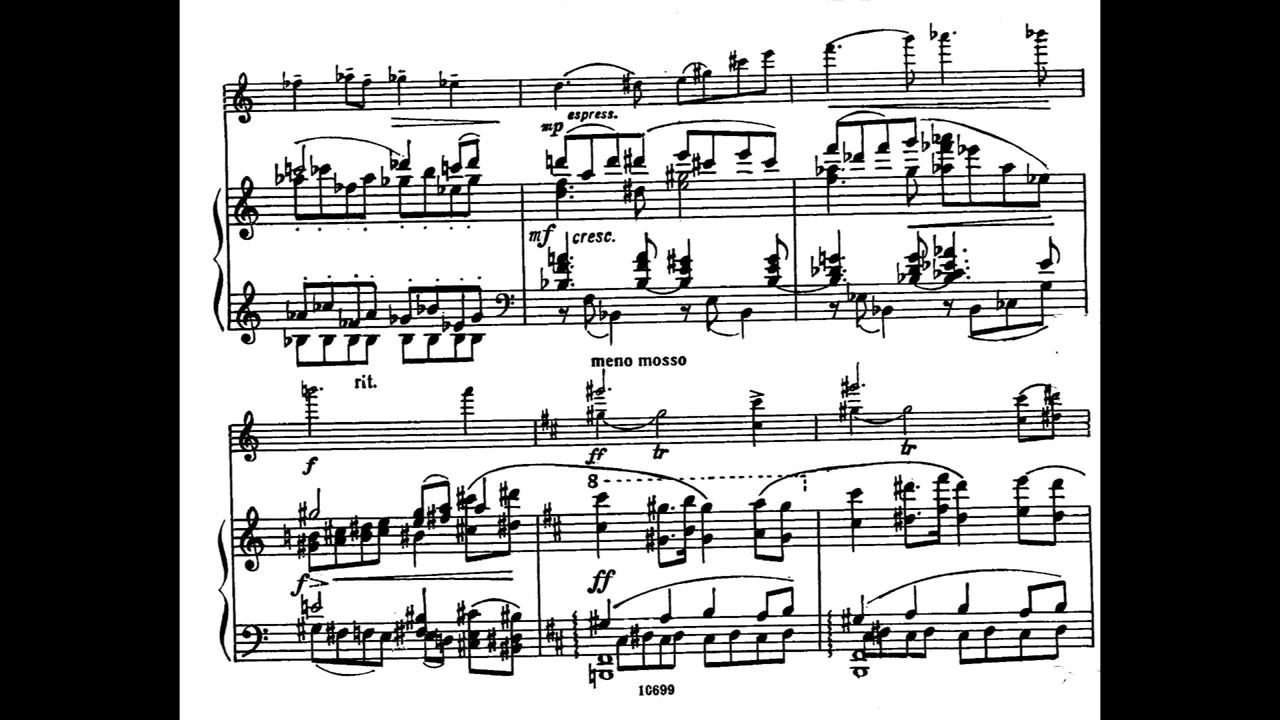 espress.
mp
mf cresc.
meno mosso
rit.
f
ff tr tr
8
f
ff
10699